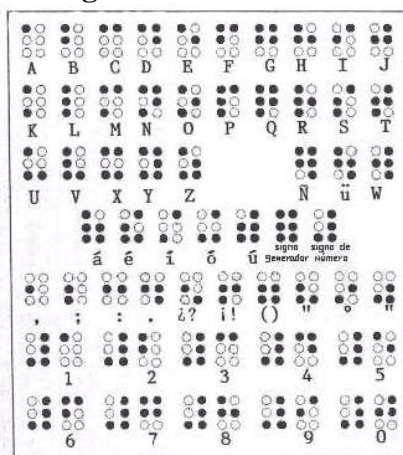 A B C D E F G H I J
K L M N O P Q R S T
U V X Y Z Ñ ü W
á é í ó ú signo generador signo de Número
, ; : . ¿? ¡! () " ° "
1 2 3 4 5
6 7 8 9 0